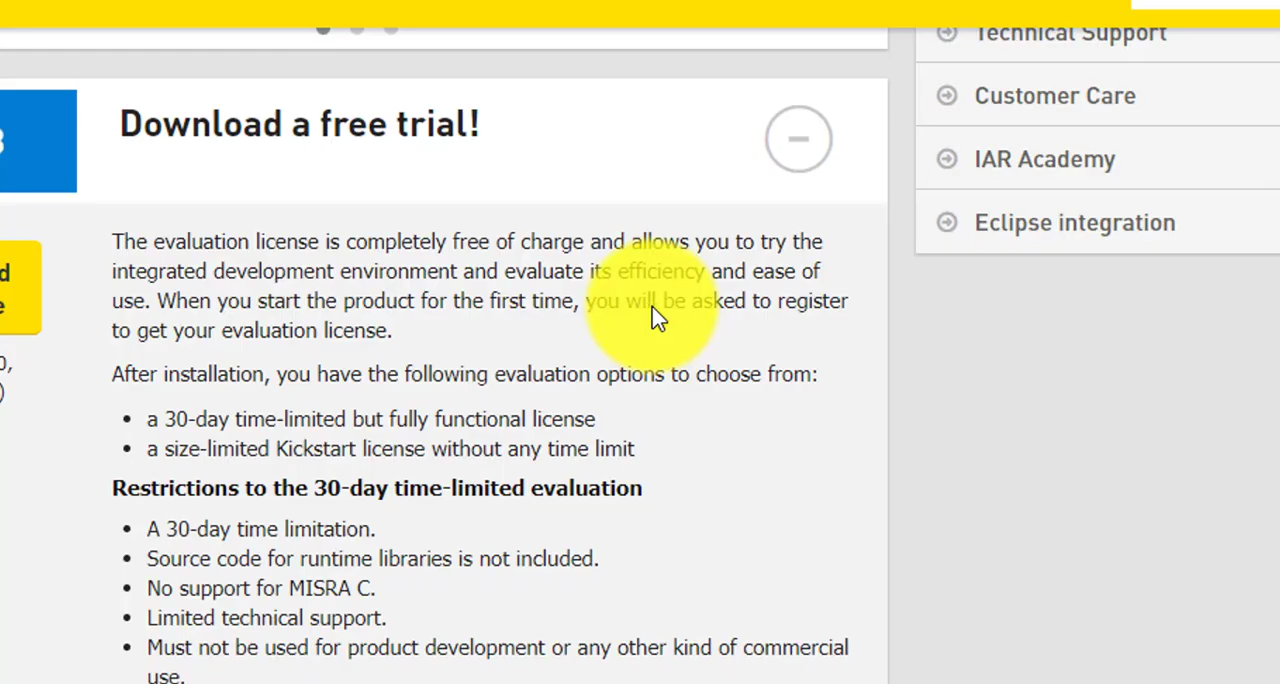 Technical Support
Download a free trial!
Customer Care
IAR Academy
Eclipse integration
The evaluation license is completely free of charge and allows you to try the
integrated development environment and evaluate its efficiency and ease of
use. When you start the product for the first time, you will be asked to register
to get your evaluation license.
After installation, you have the following evaluation options to choose from:
• a 30-day time-limited but fully functional license
• a size-limited Kickstart license without any time limit
Restrictions to the 30-day time-limited evaluation
• A 30-day time limitation.
• Source code for runtime libraries is not included.
• No support for MISRA C.
• Limited technical support.
• Must not be used for product development or any other kind of commercial
use.